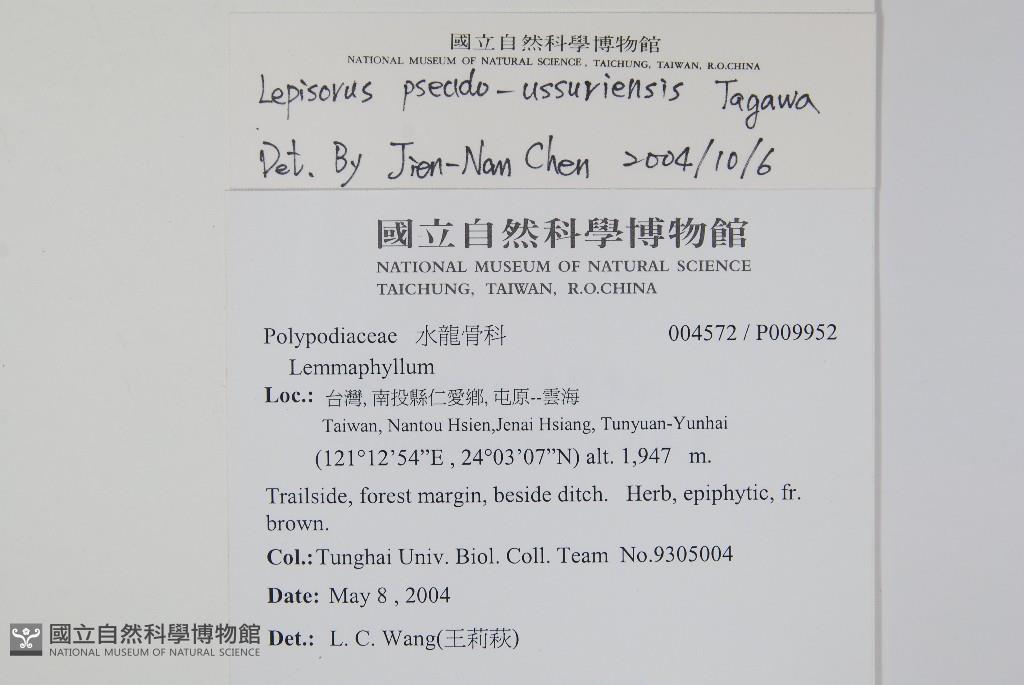 國立自然科學博物館
NATIONAL MUSEUM OF NATURAL SCIENCE, TAICHUNG, TAIWAN, R.O.CHINA
Lepisorus pseudo-ussuriensis Tagawa
Det. By Jien-Nan Chen 2004/10/6
國立自然科學博物館
NATIONAL MUSEUM OF NATURAL SCIENCE
TAICHUNG, TAIWAN, R.O.CHINA
Polypodiaceae 水龍骨科 004572 / P009952
Lemmaphyllum
Loc.: 台灣, 南投縣仁愛鄉, 屯原--雲海
Taiwan, Nantou Hsien,Jenai Hsiang, Tunyuan-Yunhai
(121°12’54”E , 24°03’07”N) alt. 1,947 m.
Trailside, forest margin, beside ditch. Herb, epiphytic, fr.
brown.
Col.: Tunghai Univ. Biol. Coll. Team No.9305004
Date: May 8 , 2004
Det.: L. C. Wang(王莉萩)
國立自然科學博物館
NATIONAL MUSEUM OF NATURAL SCIENCE